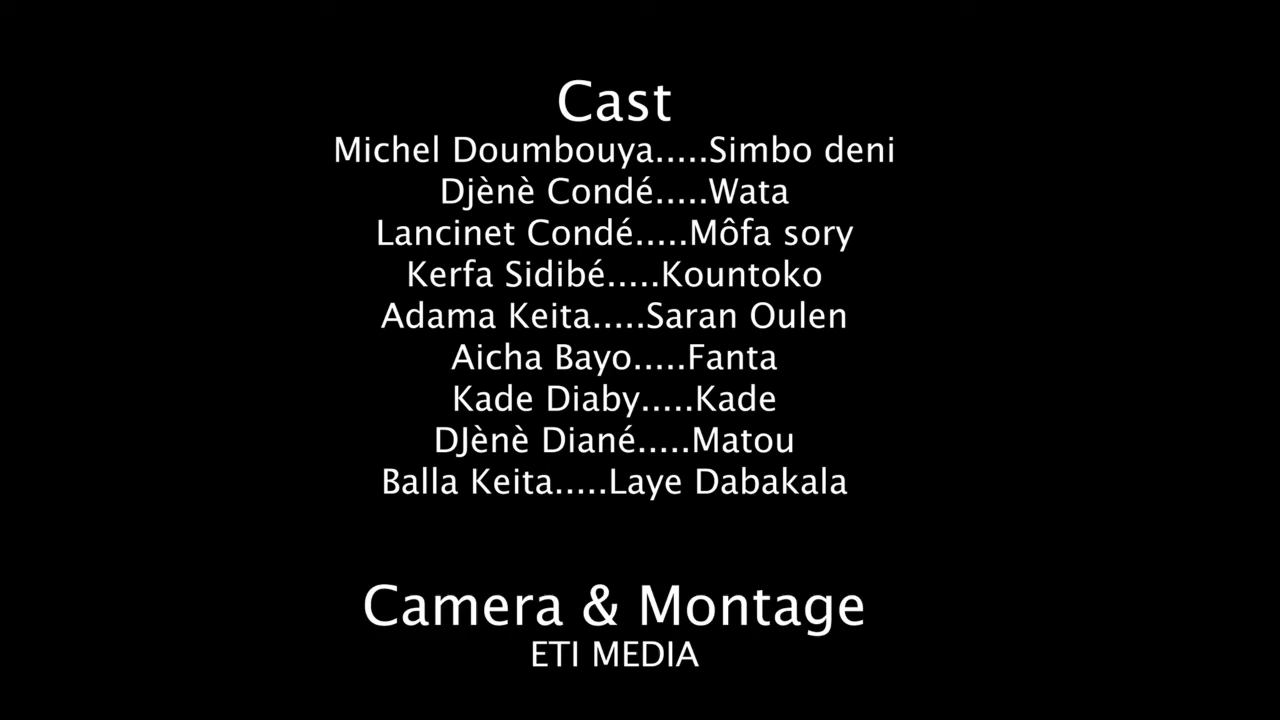 Cast
Michel Doumbouya.....Simbo deni
Djènè Condé.....Wata
Lancinet Condé.....Môfa sory
Kerfa Sidibé.....Kountoko
Adama Keita.....Saran Oulen
Aicha Bayo.....Fanta
Kade Diaby.....Kade
DJènè Diané.....Matou
Balla Keita.....Laye Dabakala
Camera & Montage
ETI MEDIA